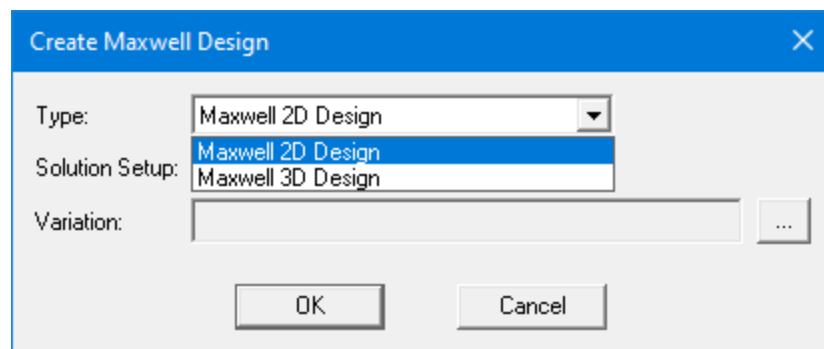 Create Maxwell Design
Type: Maxwell 2D Design
Maxwell 2D Design
Solution Setup:
Maxwell 3D Design
Variation: ...
OK Cancel